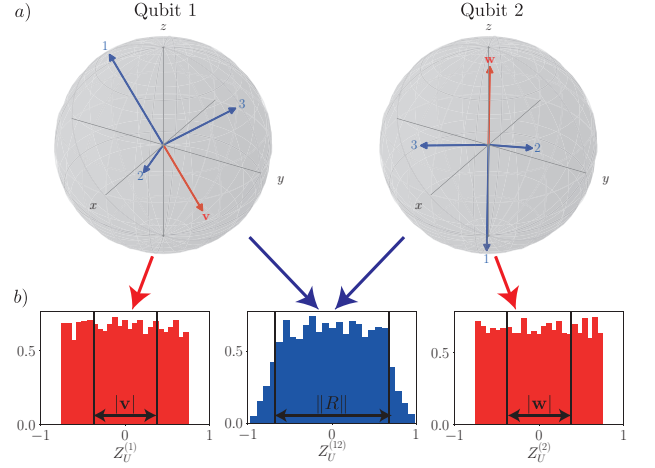 a) Qubit 1 Qubit 2
z z
1 w
3 3 2
2
y y
x v x
1
b)
0.5 0.5 0.5
|v| ||R|| |w|
0.0 0.0 0.0
−1 0 1 −1 0 1 −1 0 1
Z_U^{(1)} Z_U^{(12)} Z_U^{(2)}